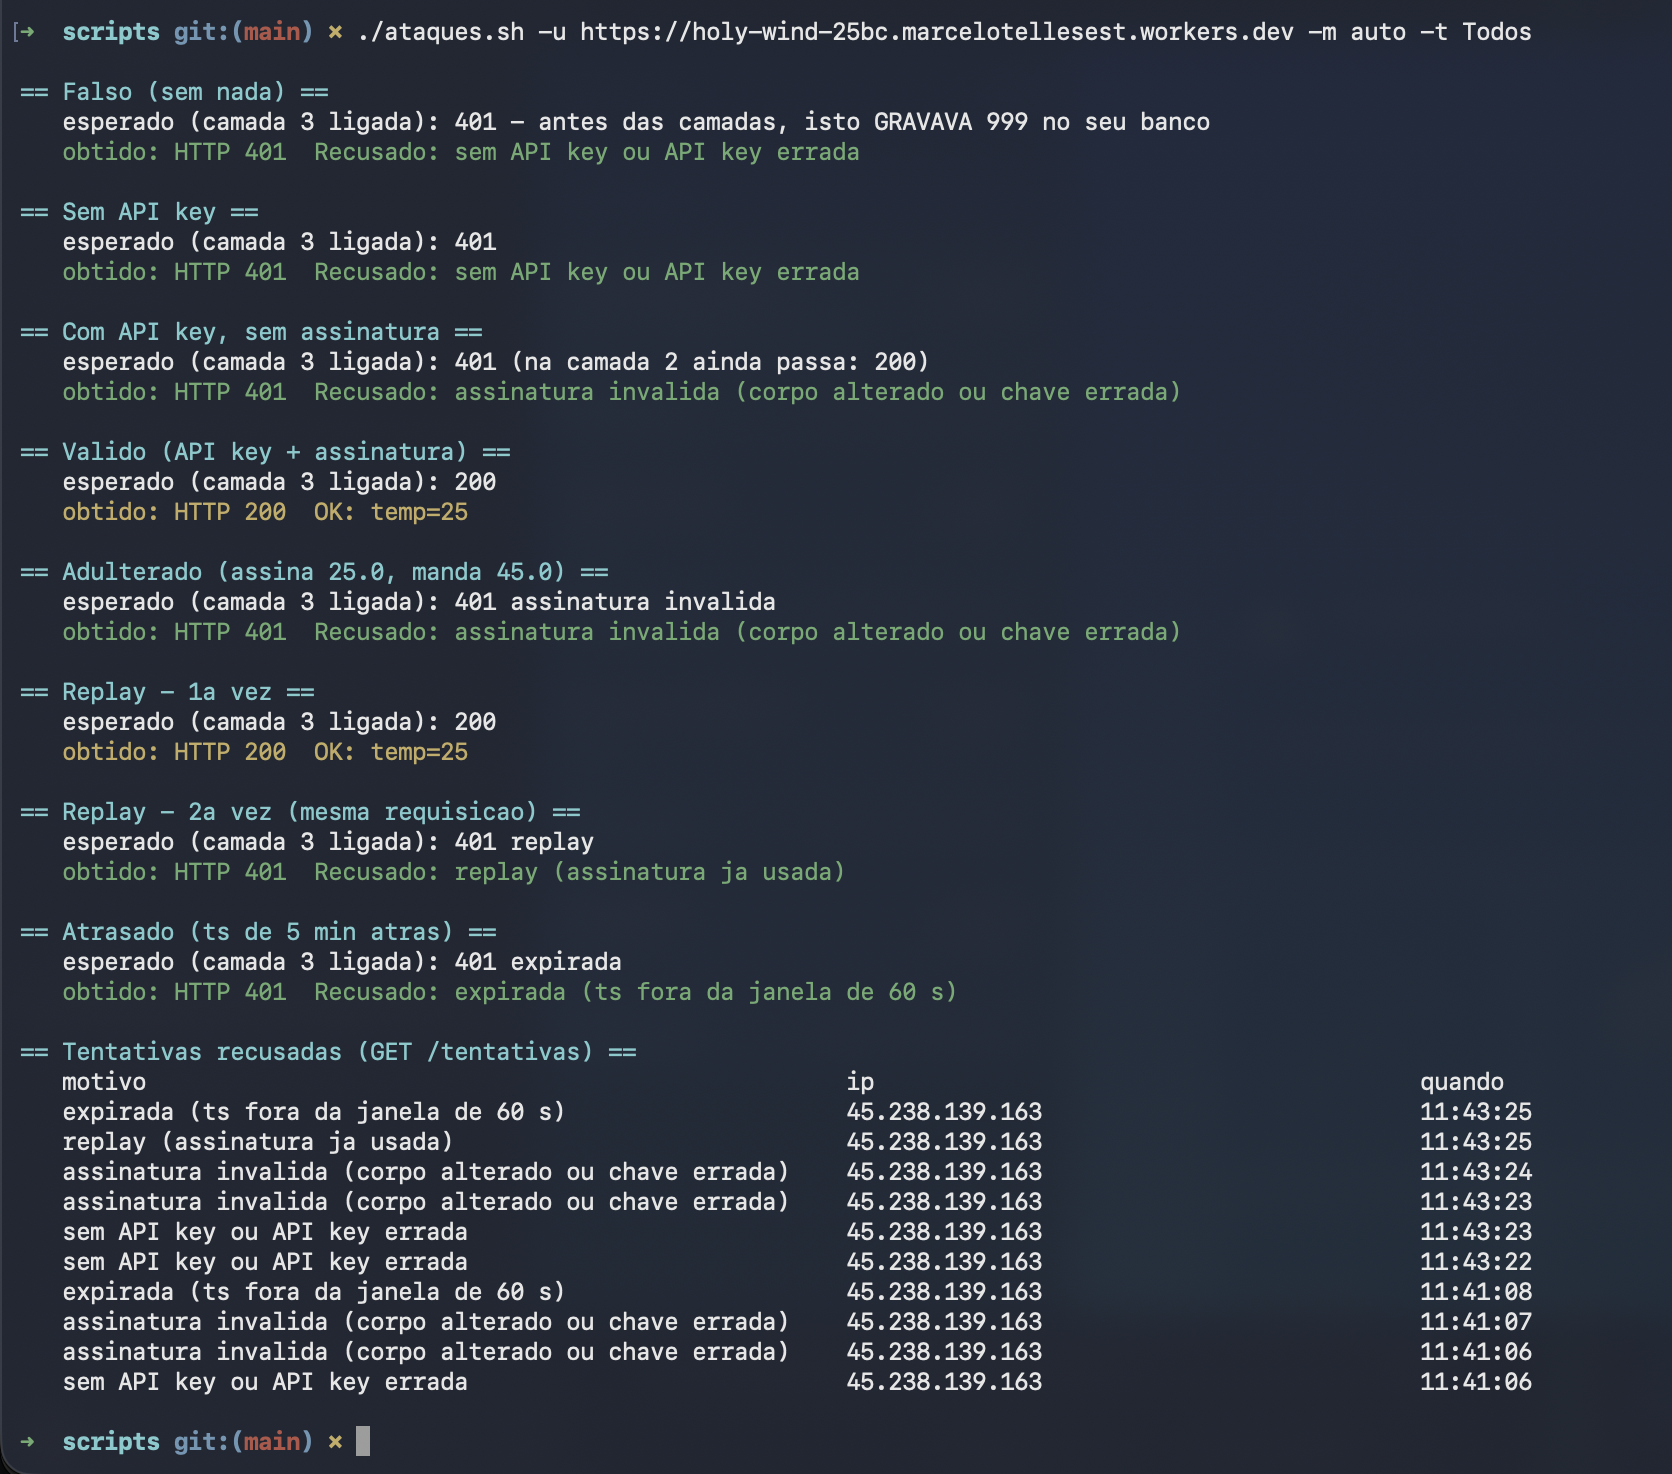 [➜  scripts git:(main) ✗ ./ataques.sh -u https://holy-wind-25bc.marcelotellesest.workers.dev -m auto -t Todos
== Falso (sem nada) ==
esperado (camada 3 ligada): 401 - antes das camadas, isto GRAVAVA 999 no seu banco
obtido: HTTP 401  Recusado: sem API key ou API key errada
== Sem API key ==
esperado (camada 3 ligada): 401
obtido: HTTP 401  Recusado: sem API key ou API key errada
== Com API key, sem assinatura ==
esperado (camada 3 ligada): 401 (na camada 2 ainda passa: 200)
obtido: HTTP 401  Recusado: assinatura invalida (corpo alterado ou chave errada)
== Valido (API key + assinatura) ==
esperado (camada 3 ligada): 200
obtido: HTTP 200  OK: temp=25
== Adulterado (assina 25.0, manda 45.0) ==
esperado (camada 3 ligada): 401 assinatura invalida
obtido: HTTP 401  Recusado: assinatura invalida (corpo alterado ou chave errada)
== Replay - 1a vez ==
esperado (camada 3 ligada): 200
obtido: HTTP 200  OK: temp=25
== Replay - 2a vez (mesma requisicao) ==
esperado (camada 3 ligada): 401 replay
obtido: HTTP 401  Recusado: replay (assinatura ja usada)
== Atrasado (ts de 5 min atras) ==
esperado (camada 3 ligada): 401 expirada
obtido: HTTP 401  Recusado: expirada (ts fora da janela de 60 s)
== Tentativas recusadas (GET /tentativas) ==
motivo ip quando
expirada (ts fora da janela de 60 s) 45.238.139.163 11:43:25
replay (assinatura ja usada) 45.238.139.163 11:43:25
assinatura invalida (corpo alterado ou chave errada) 45.238.139.163 11:43:24
assinatura invalida (corpo alterado ou chave errada) 45.238.139.163 11:43:23
sem API key ou API key errada 45.238.139.163 11:43:23
sem API key ou API key errada 45.238.139.163 11:43:22
expirada (ts fora da janela de 60 s) 45.238.139.163 11:41:08
assinatura invalida (corpo alterado ou chave errada) 45.238.139.163 11:41:07
assinatura invalida (corpo alterado ou chave errada) 45.238.139.163 11:41:06
sem API key ou API key errada 45.238.139.163 11:41:06
➜  scripts git:(main) ✗